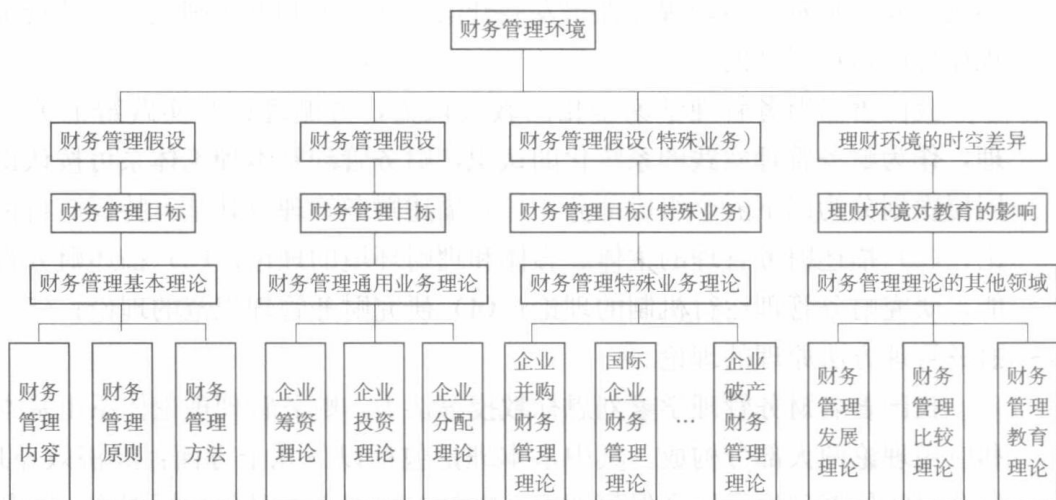 财务管理环境
财务管理假设
财务管理假设
财务管理假设(特殊业务)
理财环境的时空差异
财务管理目标
财务管理目标
财务管理目标(特殊业务)
理财环境对教育的影响
财务管理基本理论
财务管理通用业务理论
财务管理特殊业务理论
财务管理理论的其他领域
财务
管理
内容
财务
管理
原则
财务
管理
方法
企业
筹资
理论
企业
投资
理论
企业
分配
理论
企业
并购
财务
管理
理论
国际
企业
财务
管理
理论
…
企业
破产
财务
管理
理论
财务
管理
发展
理论
财务
管理
比较
理论
财务
管理
教育
理论